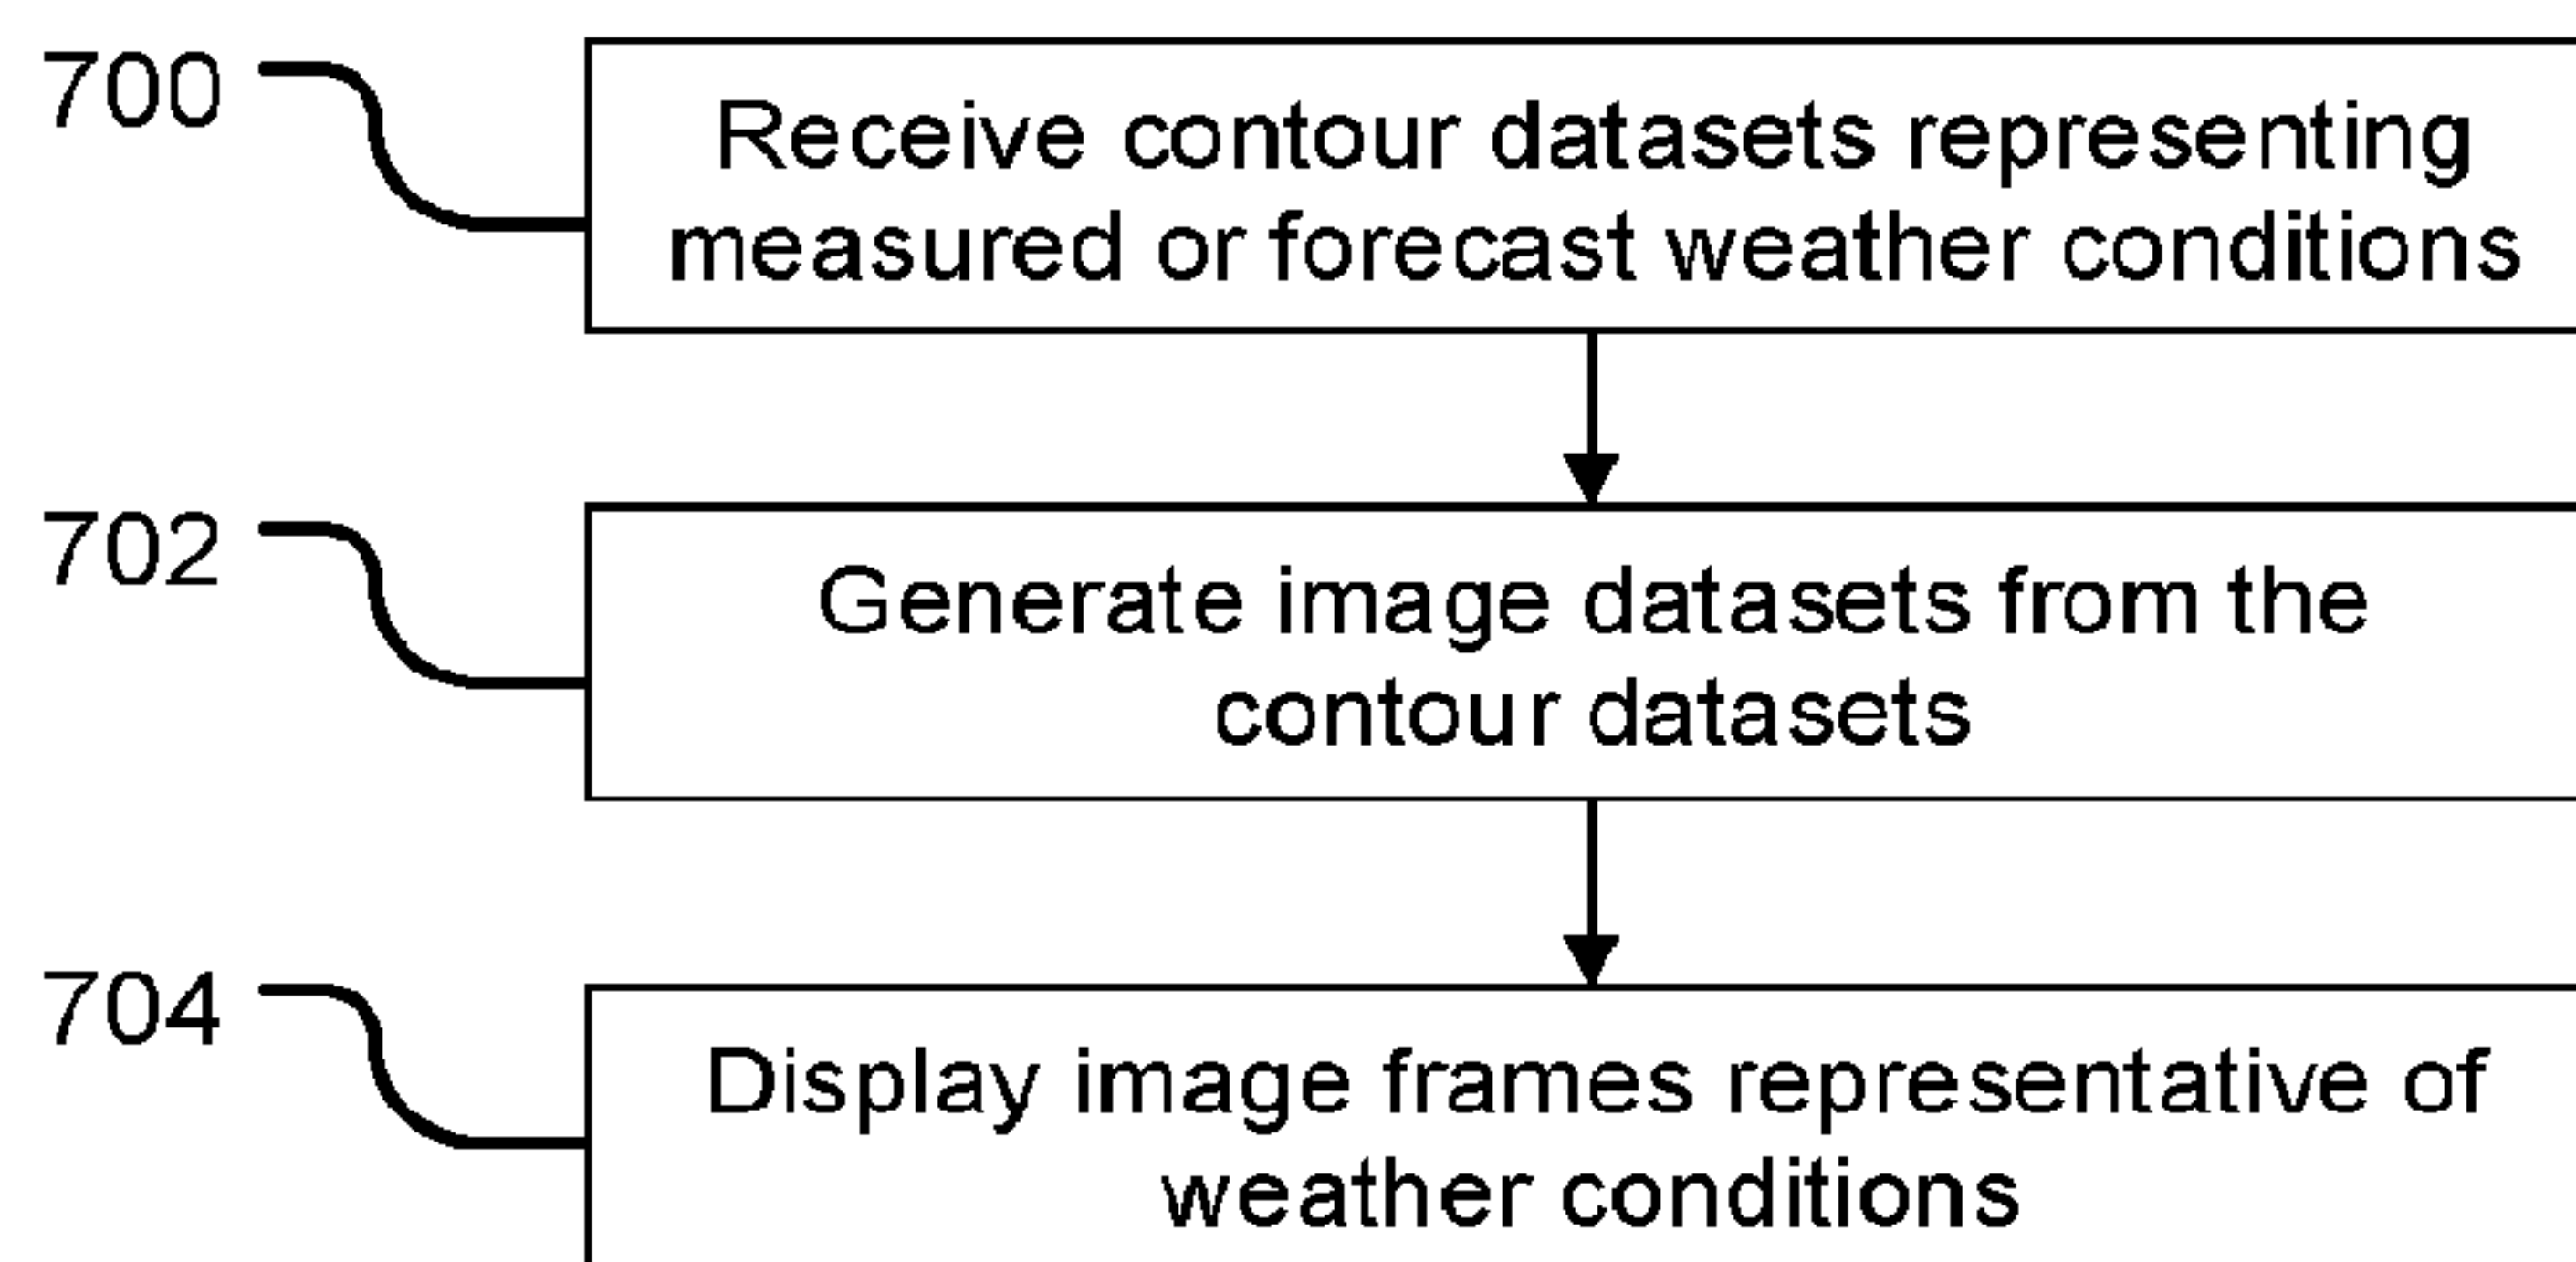 700
Receive contour datasets representing
measured or forecast weather conditions
702
Generate image datasets from the
contour datasets
704
Display image frames representative of
weather conditions